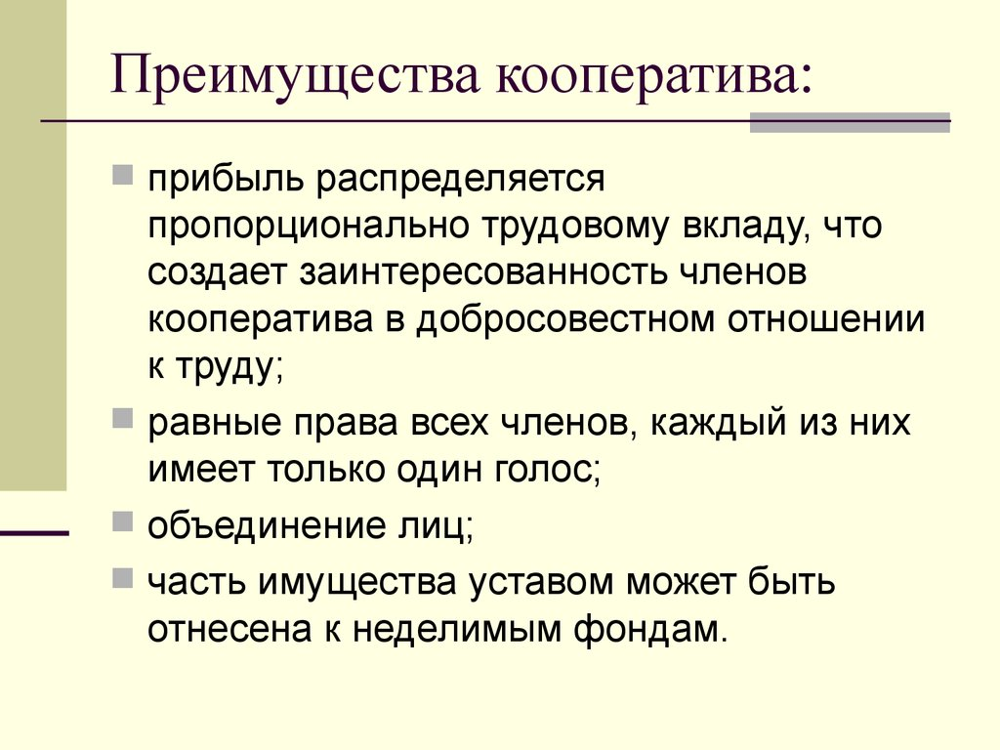 Преимущества кооператива:
прибыль распределяется
пропорционально трудовому вкладу, что
создает заинтересованность членов
кооператива в добросовестном отношении
к труду;
равные права всех членов, каждый из них
имеет только один голос;
объединение лиц;
часть имущества уставом может быть
отнесена к неделимым фондам.